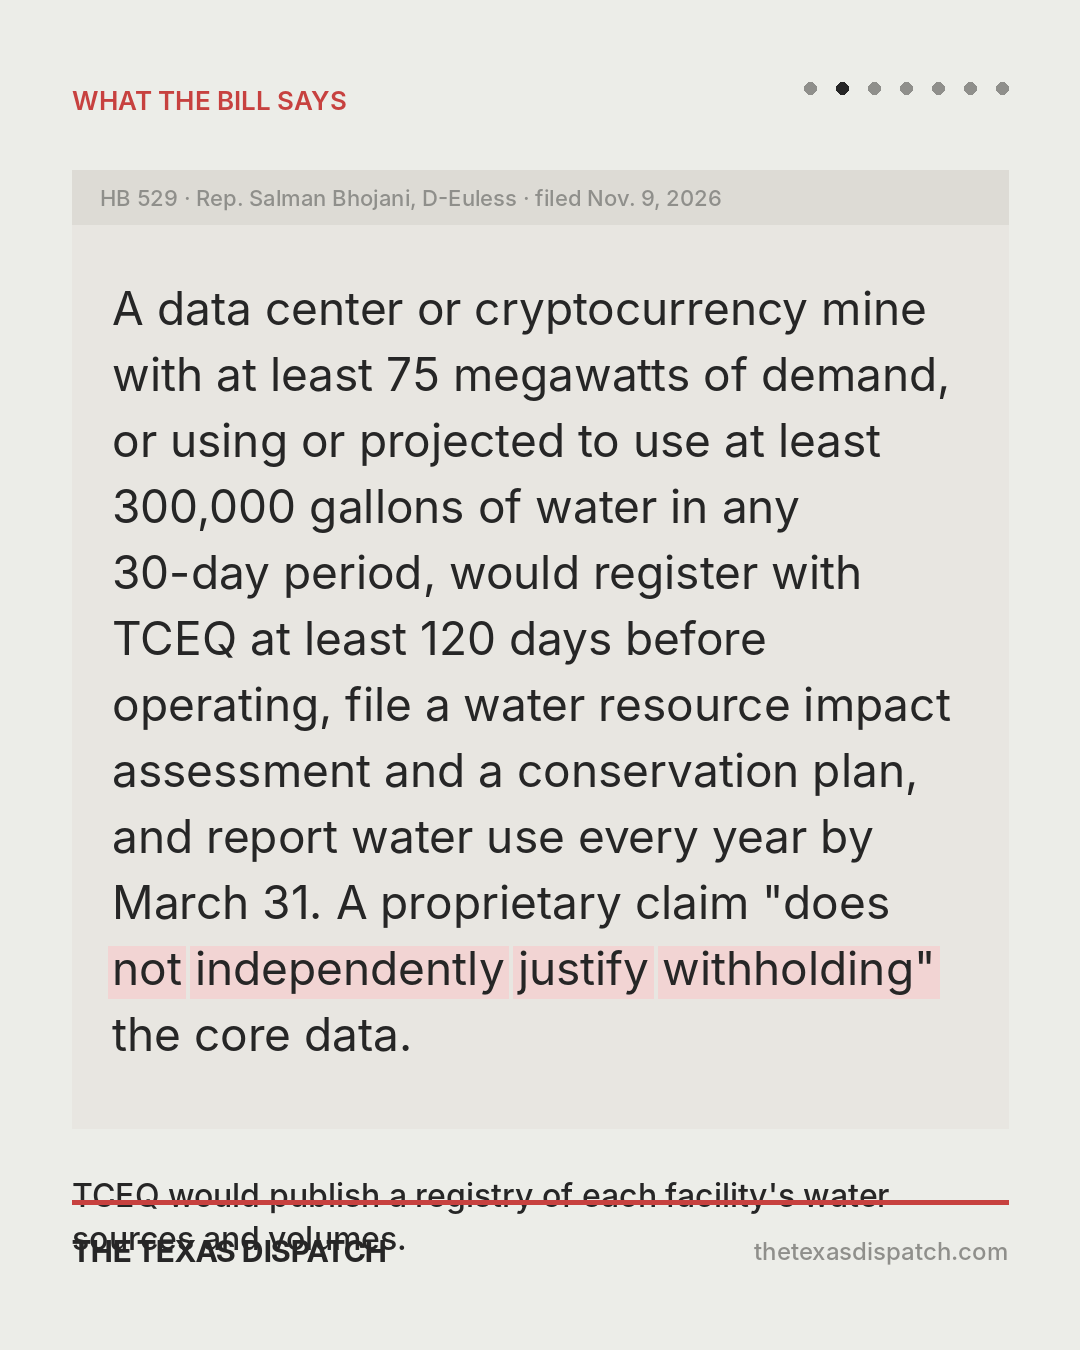 WHAT THE BILL SAYS
HB 529 · Rep. Salman Bhojani, D-Euless · filed Nov. 9, 2026
A data center or cryptocurrency mine
with at least 75 megawatts of demand,
or using or projected to use at least
300,000 gallons of water in any
30-day period, would register with
TCEQ at least 120 days before
operating, file a water resource impact
assessment and a conservation plan,
and report water use every year by
March 31. A proprietary claim "does
not independently justify withholding"
the core data.
TCEQ would publish a registry of each facility's water
sources and volumes.
THE TEXAS DISPATCH
thetexasdispatch.com